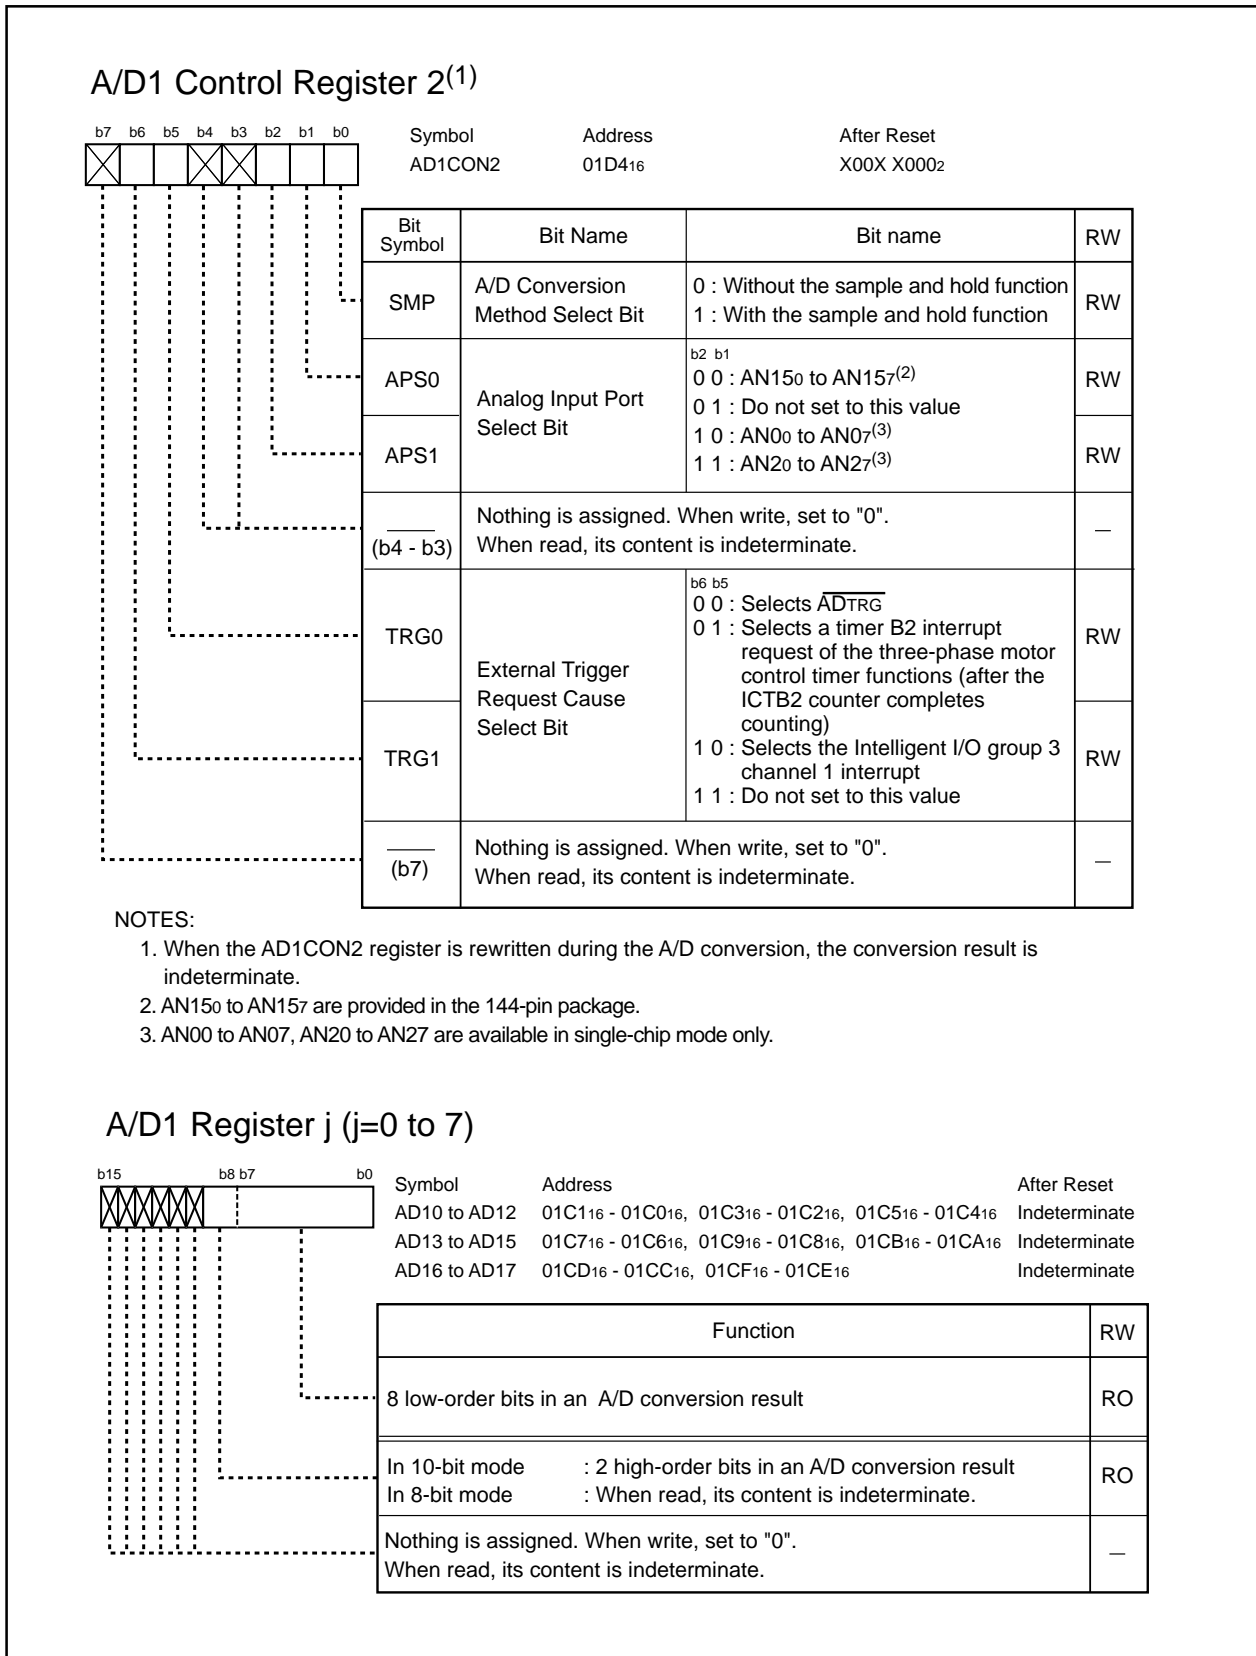 A/D1 Control Register 2(1)
b7 b6 b5 b4 b3 b2 b1 b0
Symbol Address After Reset
AD1CON2 01D416 X00X X0002
Bit Symbol Bit Name Bit name RW
SMP A/D Conversion Method Select Bit 0 : Without the sample and hold function RW
1 : With the sample and hold function
b2 b1
APS0 Analog Input Port Select Bit 0 0 : AN150 to AN157(2) RW
0 1 : Do not set to this value
APS1 1 0 : AN00 to AN07(3) RW
1 1 : AN20 to AN27(3)
(b4 - b3) Nothing is assigned. When write, set to "0". —
When read, its content is indeterminate.
b6 b5
0 0 : Selects ADTRG
TRG0 External Trigger Request Cause Select Bit 0 1 : Selects a timer B2 interrupt RW
request of the three-phase motor
control timer functions (after the
ICTB2 counter completes
counting)
TRG1 1 0 : Selects the Intelligent I/O group 3 RW
channel 1 interrupt
1 1 : Do not set to this value
(b7) Nothing is assigned. When write, set to "0". —
When read, its content is indeterminate.
NOTES:
1. When the AD1CON2 register is rewritten during the A/D conversion, the conversion result is
indeterminate.
2. AN150 to AN157 are provided in the 144-pin package.
3. AN00 to AN07, AN20 to AN27 are available in single-chip mode only.
A/D1 Register j (j=0 to 7)
b15 b8 b7 b0
Symbol Address After Reset
AD10 to AD12 01C116 - 01C016, 01C316 - 01C216, 01C516 - 01C416 Indeterminate
AD13 to AD15 01C716 - 01C616, 01C916 - 01C816, 01CB16 - 01CA16 Indeterminate
AD16 to AD17 01CD16 - 01CC16, 01CF16 - 01CE16 Indeterminate
Function RW
8 low-order bits in an A/D conversion result RO
In 10-bit mode : 2 high-order bits in an A/D conversion result RO
In 8-bit mode : When read, its content is indeterminate.
Nothing is assigned. When write, set to "0". —
When read, its content is indeterminate.